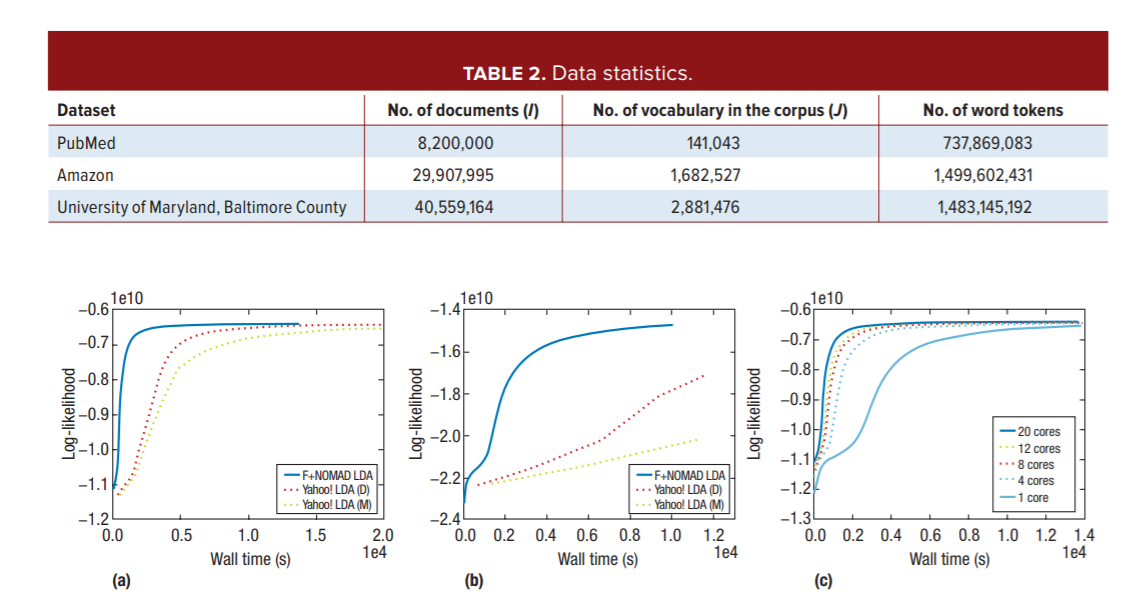 TABLE 2. Data statistics.
Dataset No. of documents (I) No. of vocabulary in the corpus (J) No. of word tokens
PubMed 8,200,000 141,043 737,869,083
Amazon 29,907,995 1,682,527 1,499,602,431
University of Maryland, Baltimore County 40,559,164 2,881,476 1,483,145,192
1e10
−0.6
−0.7
−0.8
−0.9
−1.0
−1.1
−1.2
Log-likelihood
F+NOMAD LDA
Yahoo! LDA (D)
Yahoo! LDA (M)
0.0 0.5 1.0 1.5 2.0
1e4
Wall time (s)
(a)
1e10
−1.4
−1.6
−1.8
−2.0
−2.2
−2.4
Log-likelihood
F+NOMAD LDA
Yahoo! LDA (D)
Yahoo! LDA (M)
0.0 0.2 0.4 0.6 0.8 1.0 1.2
1e4
Wall time (s)
(b)
1e10
−0.6
−0.7
−0.8
−0.9
−1.0
−1.1
−1.2
−1.3
Log-likelihood
20 cores
12 cores
8 cores
4 cores
1 core
0.0 0.2 0.4 0.6 0.8 1.0 1.2 1.4
1e4
Wall time (s)
(c)